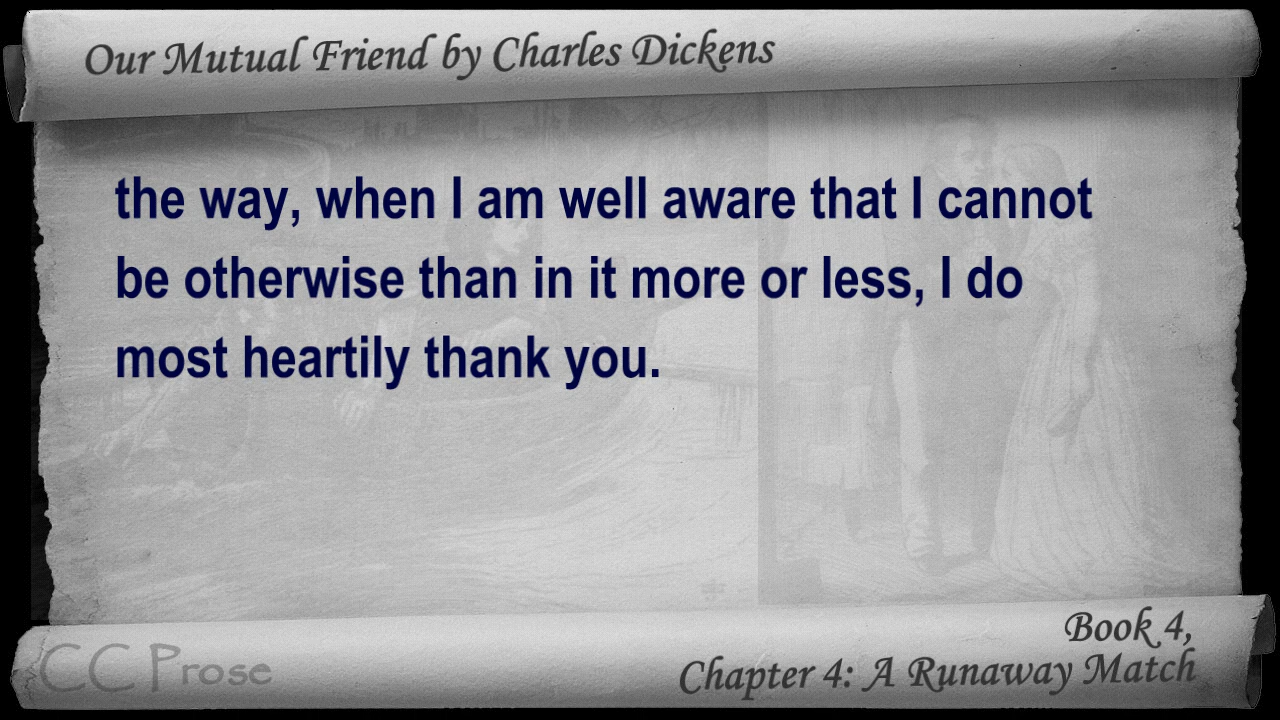 Our Mutual Friend by Charles Dickens
the way, when I am well aware that I cannot
be otherwise than in it more or less, I do
most heartily thank you.
Book 4,
Chapter 4: A Runaway Match
CC Prose